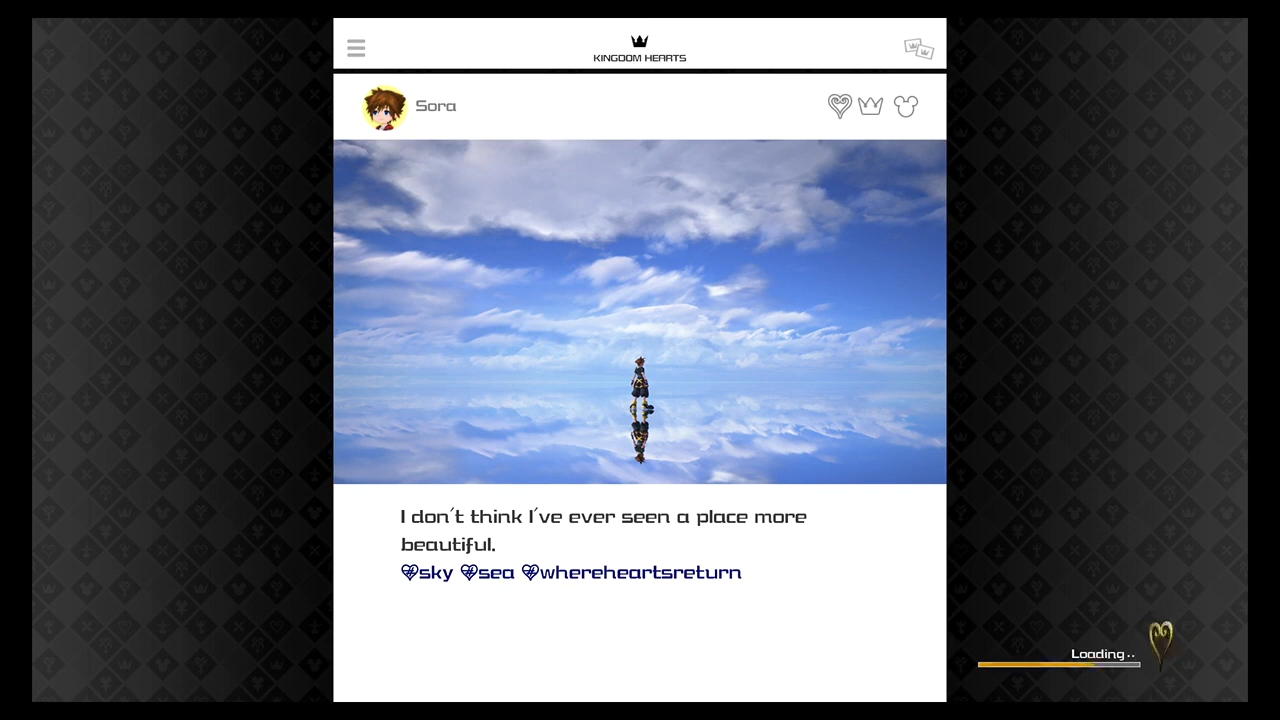 KINGDOM HEARTS
Sora
I don't think I've ever seen a place more
beautiful.
#sky #sea #whereheartsreturn
Loading..